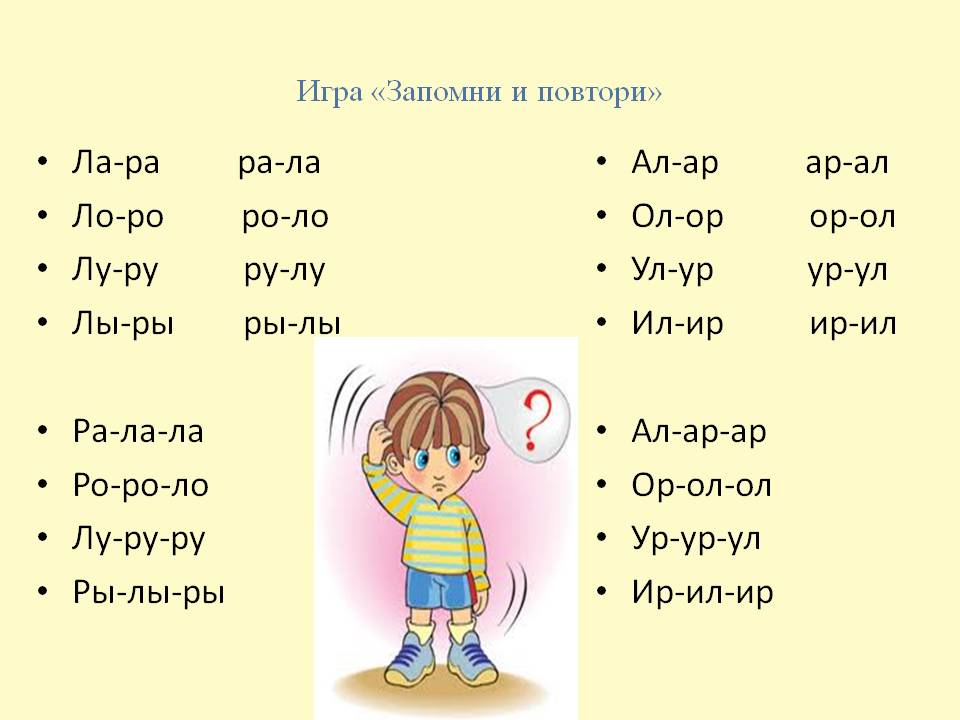 Игра «Запомни и повтори»
• Ла-ра ра-ла
• Ло-ро ро-ло
• Лу-ру ру-лу
• Лы-ры ры-лы
• Ра-ла-ла
• Ро-ро-ло
• Лу-ру-ру
• Ры-лы-ры
• Ал-ар ар-ал
• Ол-ор ор-ол
• Ул-ур ур-ул
• Ил-ир ир-ил
• Ал-ар-ар
• Ор-ол-ол
• Ур-ур-ул
• Ир-ил-ир
?